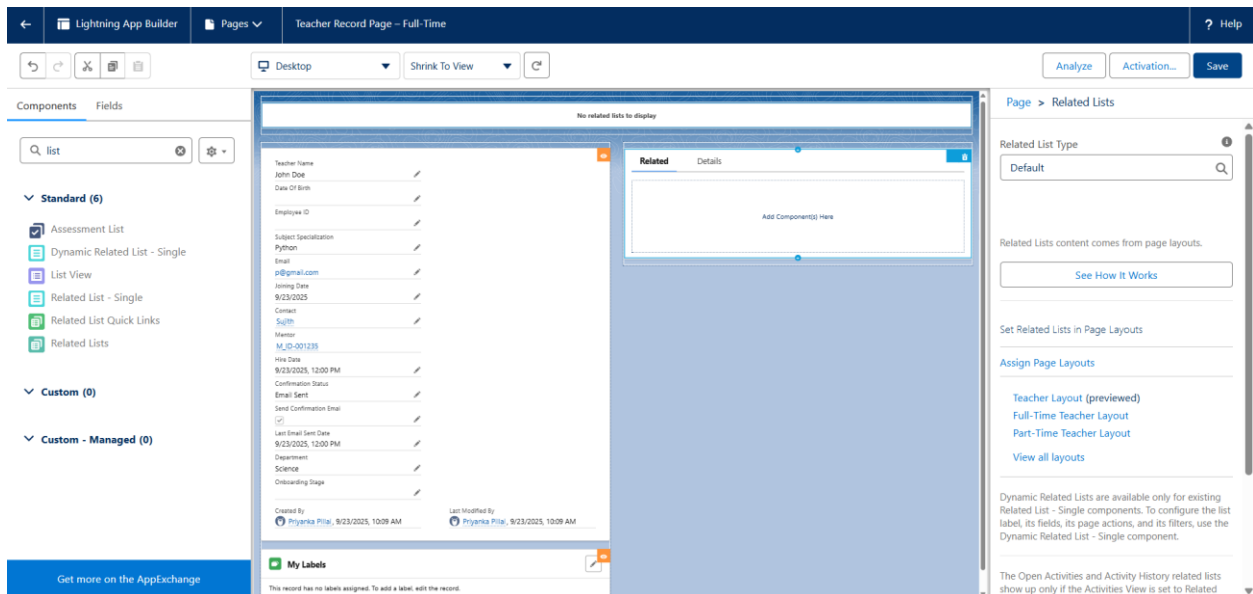 Lightning App Builder
Pages
Teacher Record Page – Full-Time
? Help
Desktop
Shrink To View
Analyze
Activation...
Save
Components
Fields
list
Standard (6)
Assessment List
Dynamic Related List - Single
List View
Related List - Single
Related List Quick Links
Related Lists
Custom (0)
Custom - Managed (0)
Get more on the AppExchange
No related lists to display
Teacher Name
John Doe
Date Of Birth
Employee ID
Subject Specialization
Python
Email
p@gmail.com
Joining Date
9/23/2025
Contact
Sujith
Mentor
M_ID-001235
Hire Date
9/23/2025, 12:00 PM
Confirmation Status
Email Sent
Send Confirmation Email
Last Email Sent Date
9/23/2025, 12:00 PM
Department
Science
Onboarding Stage
Created By
Priyanka Pillai, 9/23/2025, 10:09 AM
Last Modified By
Priyanka Pillai, 9/23/2025, 10:09 AM
My Labels
This record has no labels assigned. To add a label, edit the record.
Related
Details
Add Component(s) Here
Page > Related Lists
Related List Type
Default
Related Lists content comes from page layouts.
See How It Works
Set Related Lists in Page Layouts
Assign Page Layouts
Teacher Layout (previewed)
Full-Time Teacher Layout
Part-Time Teacher Layout
View all layouts
Dynamic Related Lists are available only for existing
Related List - Single components. To configure the list
label, its fields, its page actions, and its filters, use the
Dynamic Related List - Single component.
The Open Activities and Activity History related lists
show up only if the Activities View is set to Related